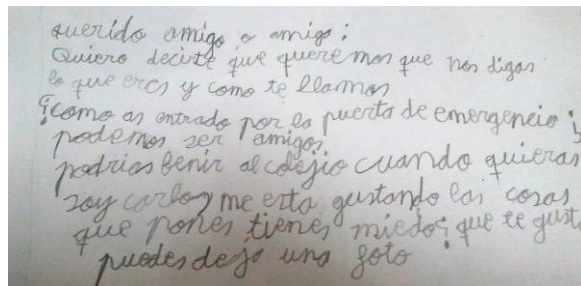 querido amigo o amiga:
Quiero decirte que queremos que nos digas
lo que eres y como te llamas
¿como as entrado por la puerta de emergencia?
podemos ser amigos
podrias benir al colejio cuando quieras
soy carlos me esta gustando las cosas
que pones tienes miedo? que te gusta
puedes dejar una foto